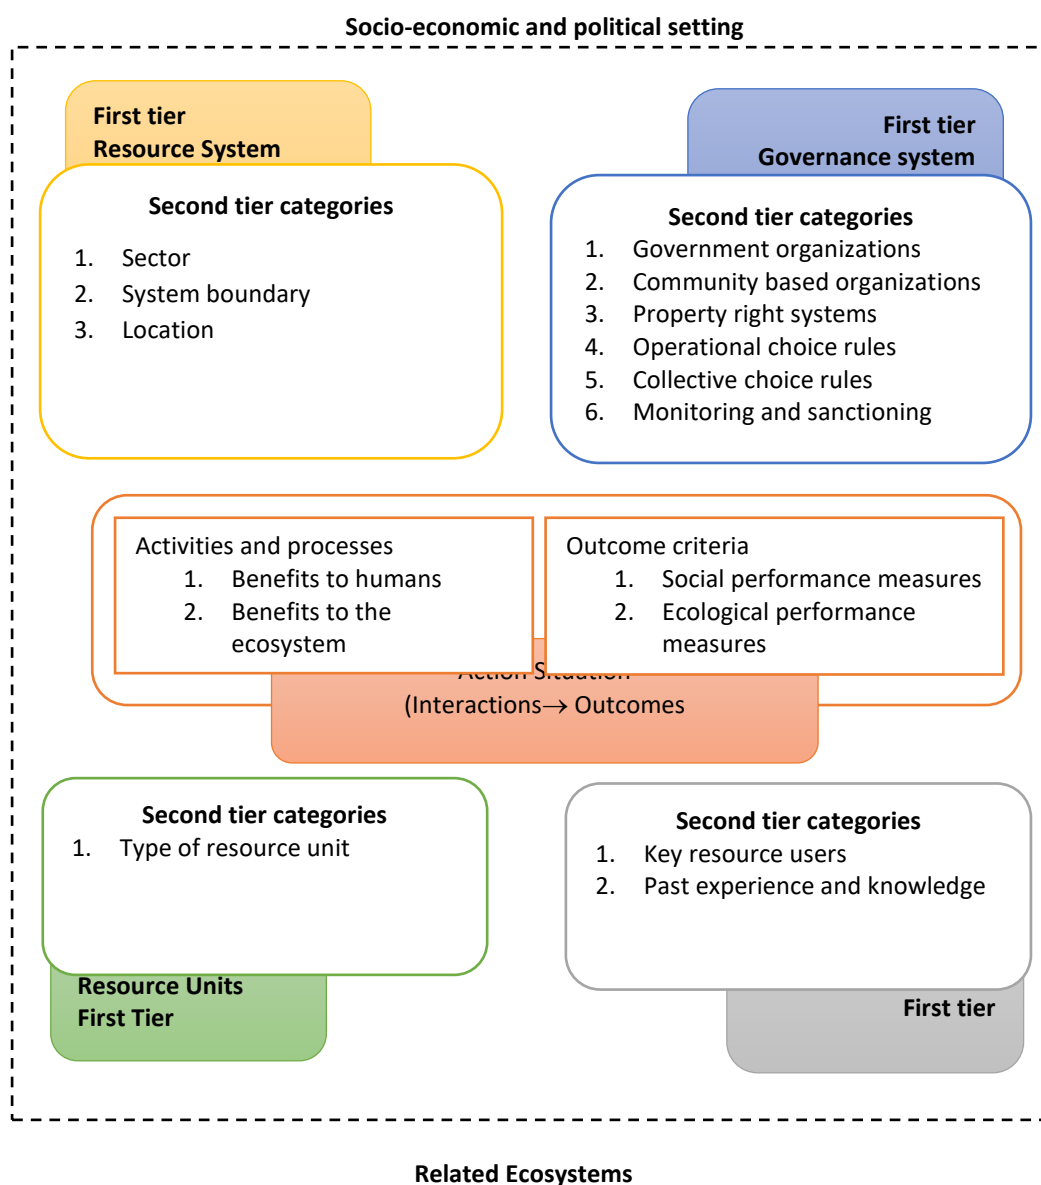 Socio-economic and political setting
First tier
Resource System
Second tier categories
1. Sector
2. System boundary
3. Location
First tier
Governance system
Second tier categories
1. Government organizations
2. Community based organizations
3. Property right systems
4. Operational choice rules
5. Collective choice rules
6. Monitoring and sanctioning
Activities and processes
1. Benefits to humans
2. Benefits to the
ecosystem
Outcome criteria
1. Social performance measures
2. Ecological performance
measures
Action Situation
(Interactions→ Outcomes
Second tier categories
1. Type of resource unit
Resource Units
First Tier
Second tier categories
1. Key resource users
2. Past experience and knowledge
First tier
Related Ecosystems